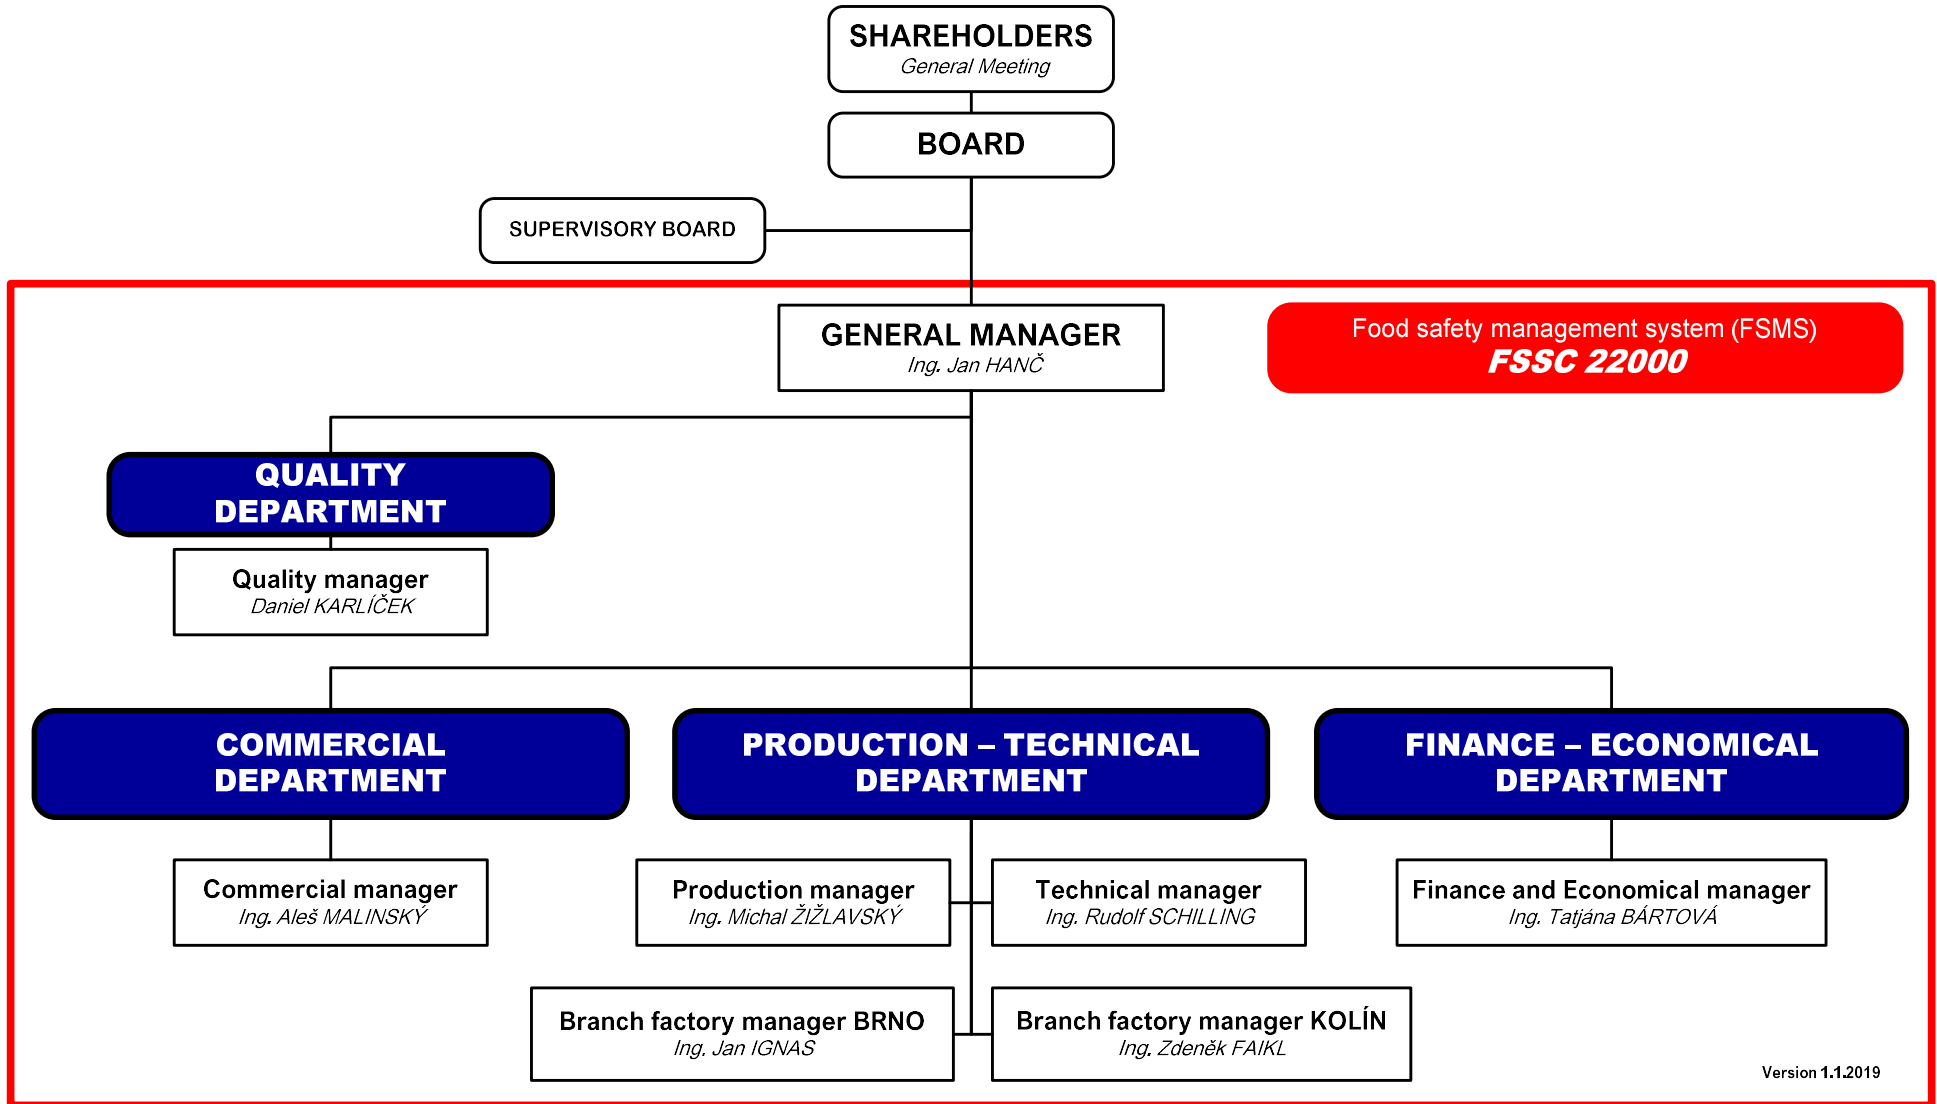 SHAREHOLDERS
General Meeting
BOARD
SUPERVISORY BOARD
GENERAL MANAGER
Ing. Jan HANČ
Food safety management system (FSMS)
FSSC 22000
QUALITY
DEPARTMENT
Quality manager
Daniel KARLÍČEK
COMMERCIAL
DEPARTMENT
PRODUCTION – TECHNICAL
DEPARTMENT
FINANCE – ECONOMICAL
DEPARTMENT
Commercial manager
Ing. Aleš MALINSKÝ
Production manager
Ing. Michal ŽIŽLAVSKÝ
Technical manager
Ing. Rudolf SCHILLING
Finance and Economical manager
Ing. Tatjána BÁRTOVÁ
Branch factory manager BRNO
Ing. Jan IGNAS
Branch factory manager KOLÍN
Ing. Zdeněk FAIKL
Version 1.1.2019